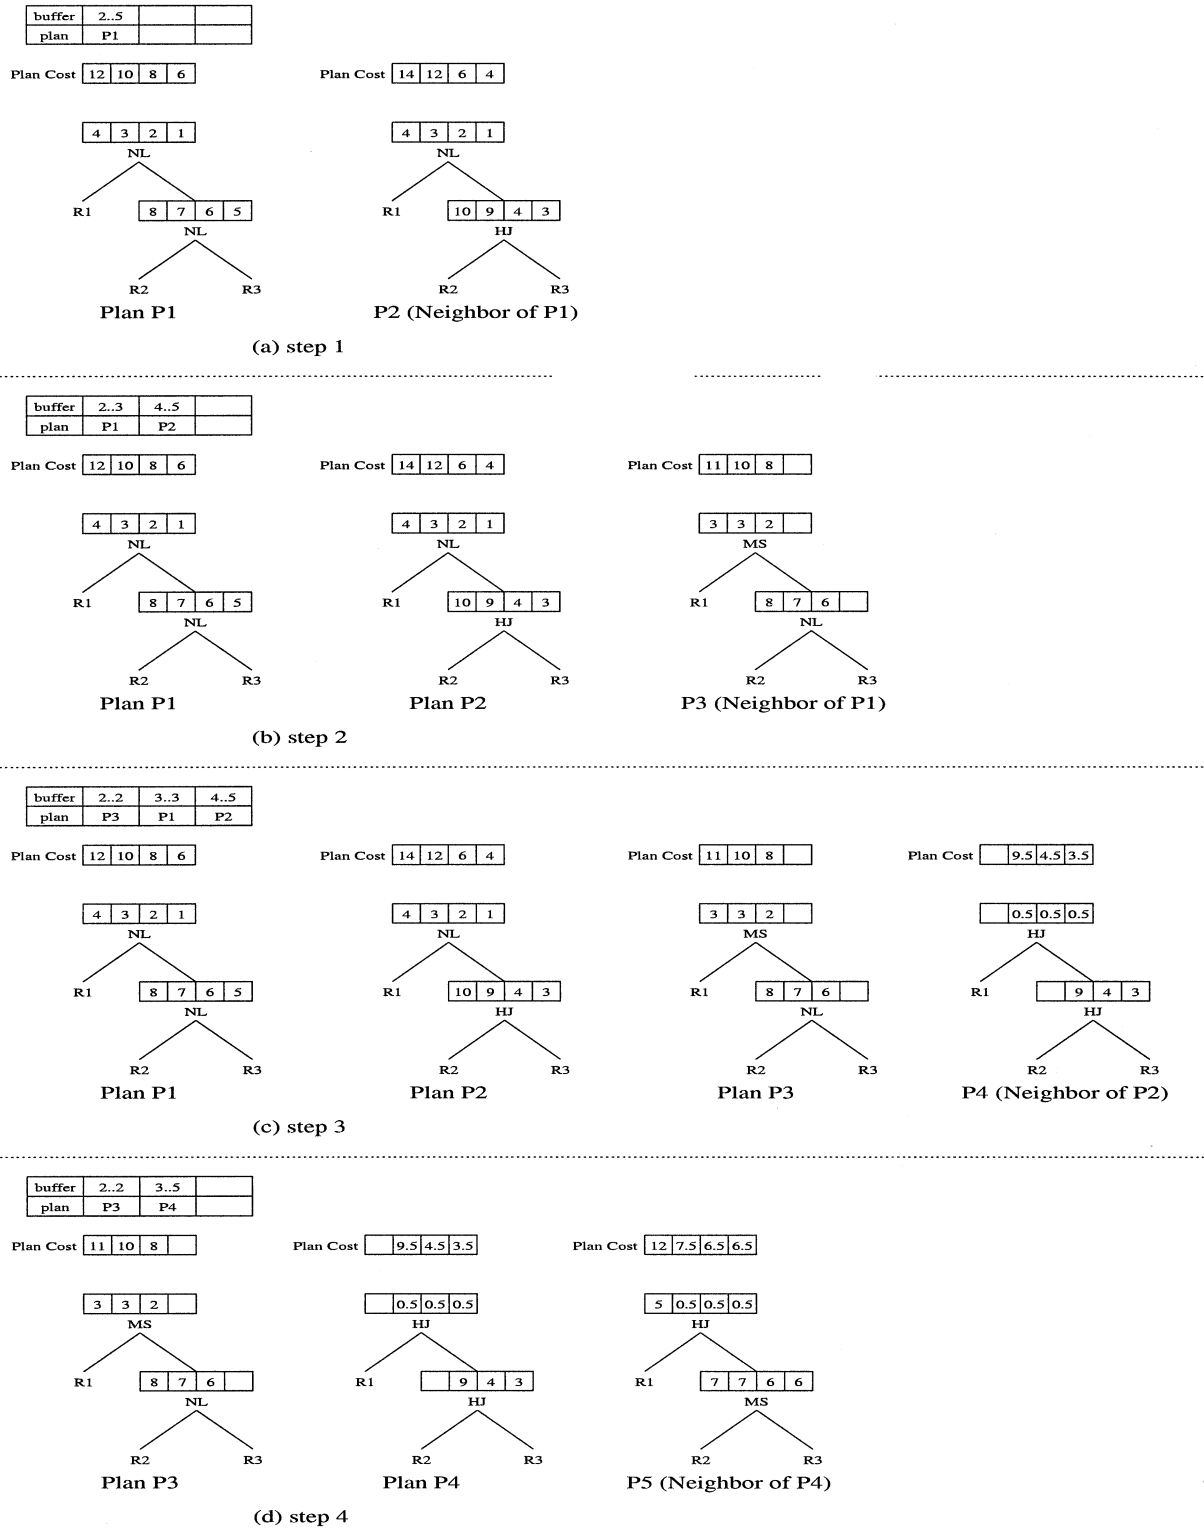 buffer 2..5
plan P1
Plan Cost 12 10 8 6 Plan Cost 14 12 6 4
4 3 2 1 4 3 2 1
NL NL
R1 8 7 6 5 R1 10 9 4 3
NL HJ
R2 R3 R2 R3
Plan P1 P2 (Neighbor of P1)
(a) step 1
buffer 2..3 4..5
plan P1 P2
Plan Cost 12 10 8 6 Plan Cost 14 12 6 4 Plan Cost 11 10 8
4 3 2 1 4 3 2 1 3 3 2
NL NL MS
R1 8 7 6 5 R1 10 9 4 3 R1 8 7 6
NL HJ NL
R2 R3 R2 R3 R2 R3
Plan P1 Plan P2 P3 (Neighbor of P1)
(b) step 2
buffer 2..2 3..3 4..5
plan P3 P1 P2
Plan Cost 12 10 8 6 Plan Cost 14 12 6 4 Plan Cost 11 10 8 Plan Cost 9.5 4.5 3.5
4 3 2 1 4 3 2 1 3 3 2 0.5 0.5 0.5
NL NL MS HJ
R1 8 7 6 5 R1 10 9 4 3 R1 8 7 6 R1 9 4 3
NL HJ NL HJ
R2 R3 R2 R3 R2 R3 R2 R3
Plan P1 Plan P2 Plan P3 P4 (Neighbor of P2)
(c) step 3
buffer 2..2 3..5
plan P3 P4
Plan Cost 11 10 8 Plan Cost 9.5 4.5 3.5 Plan Cost 12 7.5 6.5 6.5
3 3 2 0.5 0.5 0.5 5 0.5 0.5 0.5
MS HJ HJ
R1 8 7 6 R1 9 4 3 R1 7 7 6 6
NL HJ MS
R2 R3 R2 R3 R2 R3
Plan P3 Plan P4 P5 (Neighbor of P4)
(d) step 4